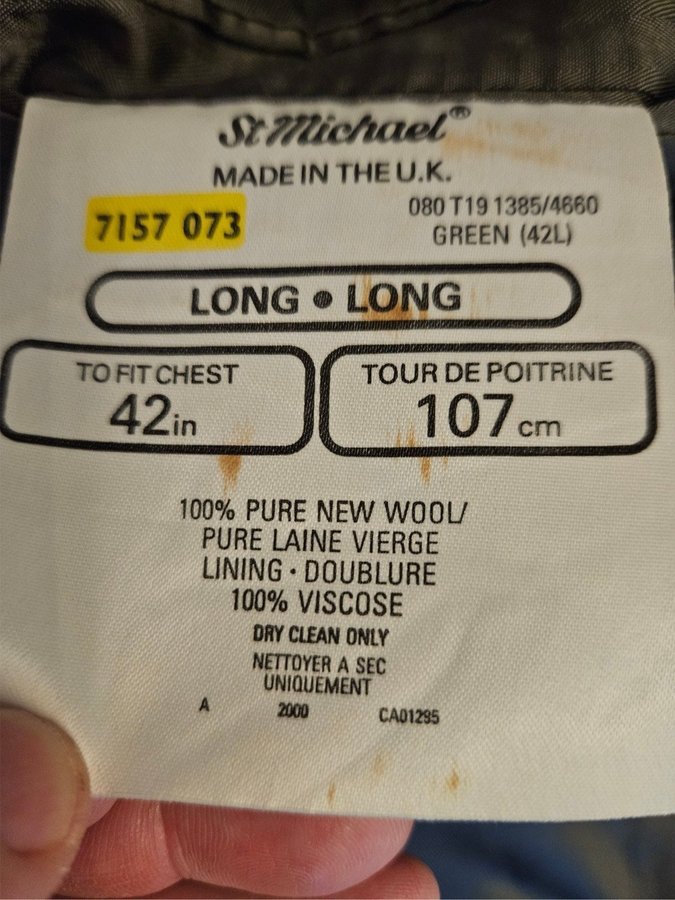 St Michael®
MADE IN THE U.K.
7157 073
080 T19 1385/4660
GREEN (42L)
LONG • LONG
TO FIT CHEST
42in
TOUR DE POITRINE
107cm
100% PURE NEW WOOL/
PURE LAINE VIERGE
LINING • DOUBLURE
100% VISCOSE
DRY CLEAN ONLY
NETTOYER A SEC
UNIQUEMENT
A 2000 CA01295